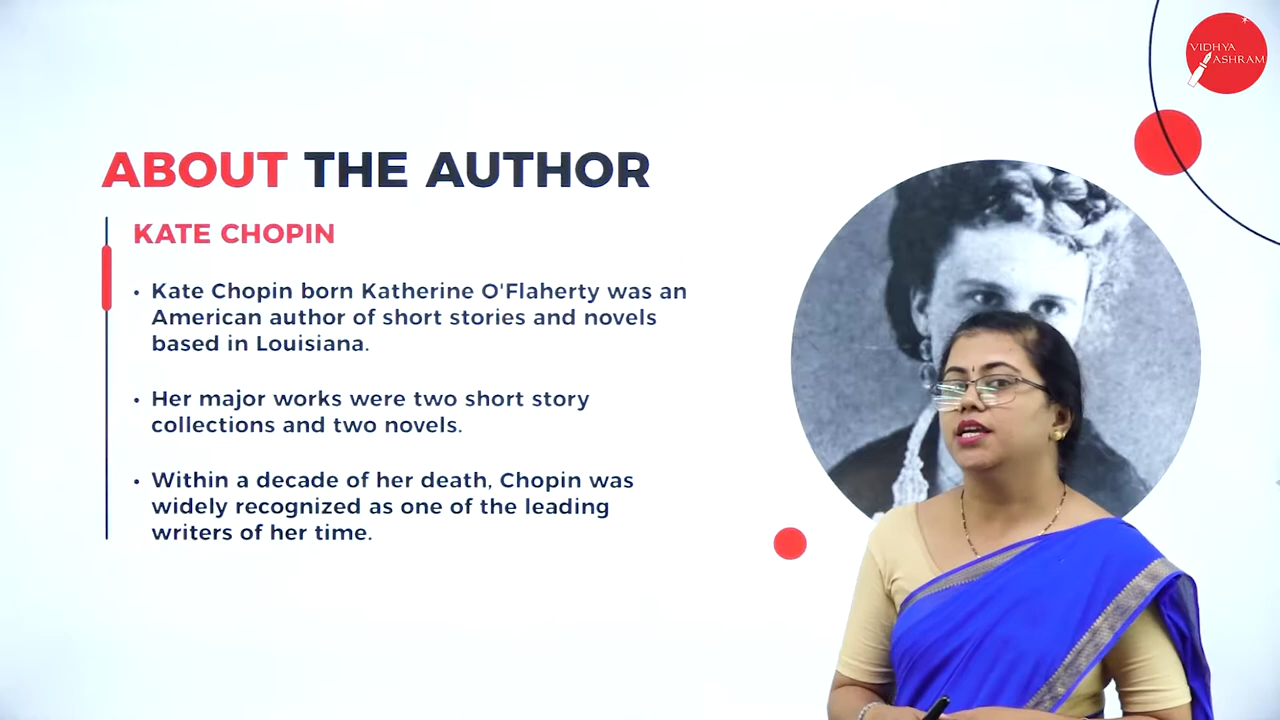 VIDHYA
ASHRAM
ABOUT THE AUTHOR
KATE CHOPIN
• Kate Chopin born Katherine O'Flaherty was an
American author of short stories and novels
based in Louisiana.
• Her major works were two short story
collections and two novels.
• Within a decade of her death, Chopin was
widely recognized as one of the leading
writers of her time.